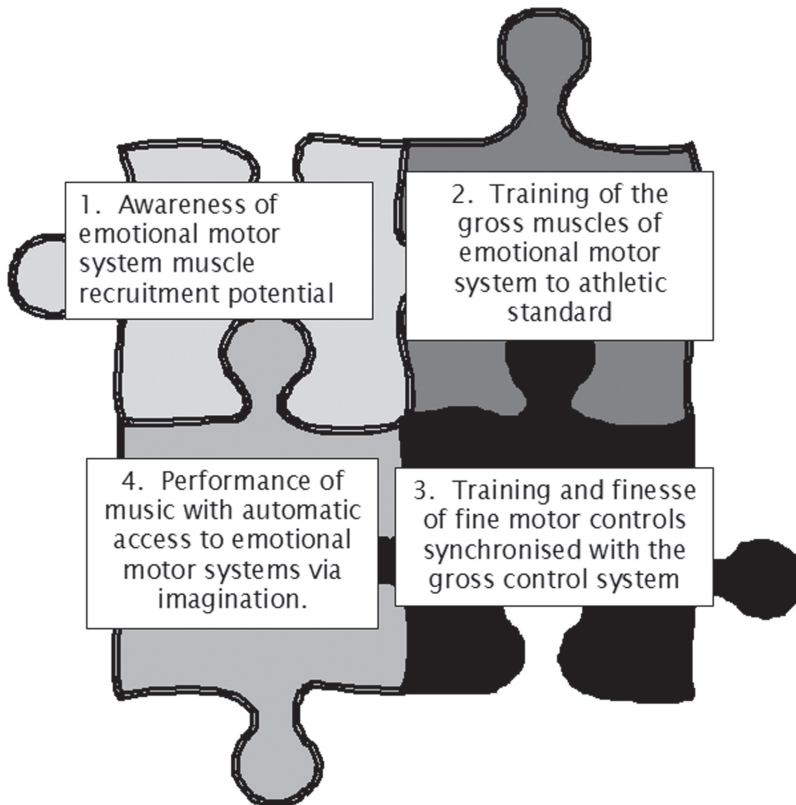 1. Awareness of
emotional motor
system muscle
recruitment potential
2. Training of the
gross muscles of
emotional motor
system to athletic
standard
4. Performance of
music with automatic
access to emotional
motor systems via
imagination.
3. Training and finesse
of fine motor controls
synchronised with the
gross control system